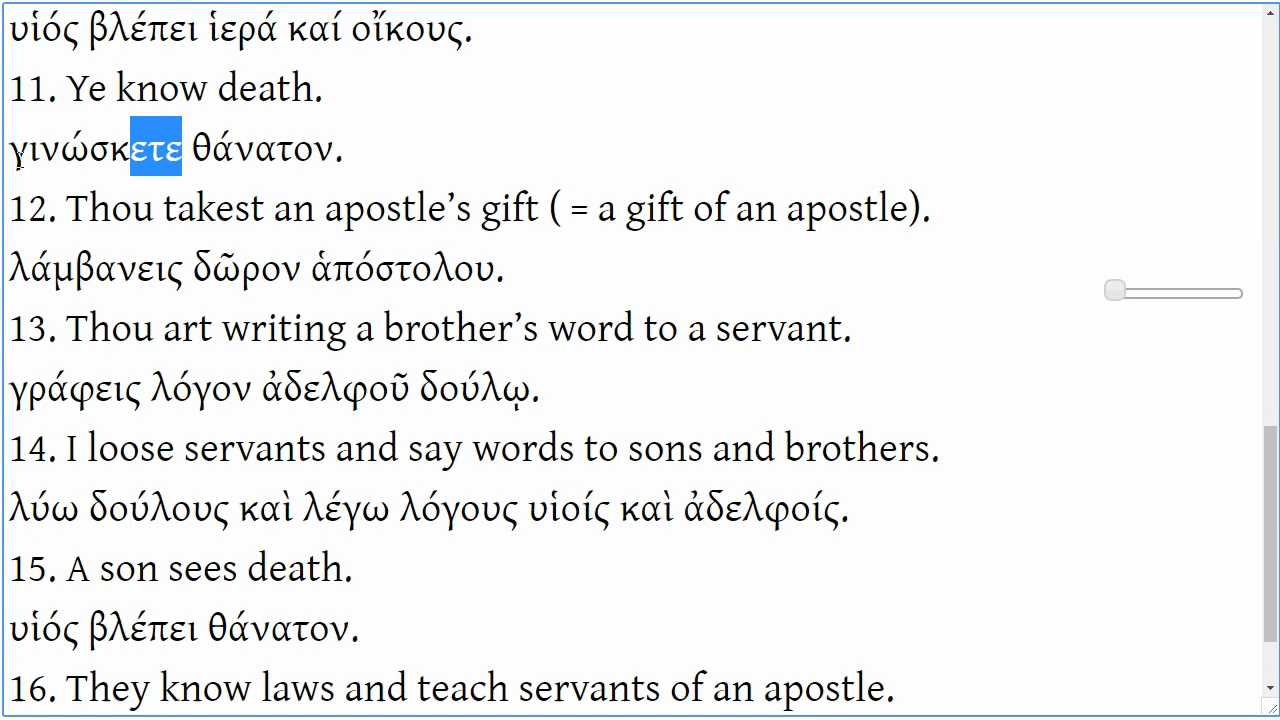 υἱός βλέπει ἱερά καί οἴκους.
11. Ye know death.
γινώσκετε θάνατον.
12. Thou takest an apostle’s gift ( = a gift of an apostle).
λάμβανεις δῶρον ἁπόστολου.
13. Thou art writing a brother’s word to a servant.
γράφεις λόγον ἀδελφοῦ δούλῳ.
14. I loose servants and say words to sons and brothers.
λύω δούλους καὶ λέγω λόγους υἱοίς καὶ ἀδελφοίς.
15. A son sees death.
υἱός βλέπει θάνατον.
16. They know laws and teach servants of an apostle.